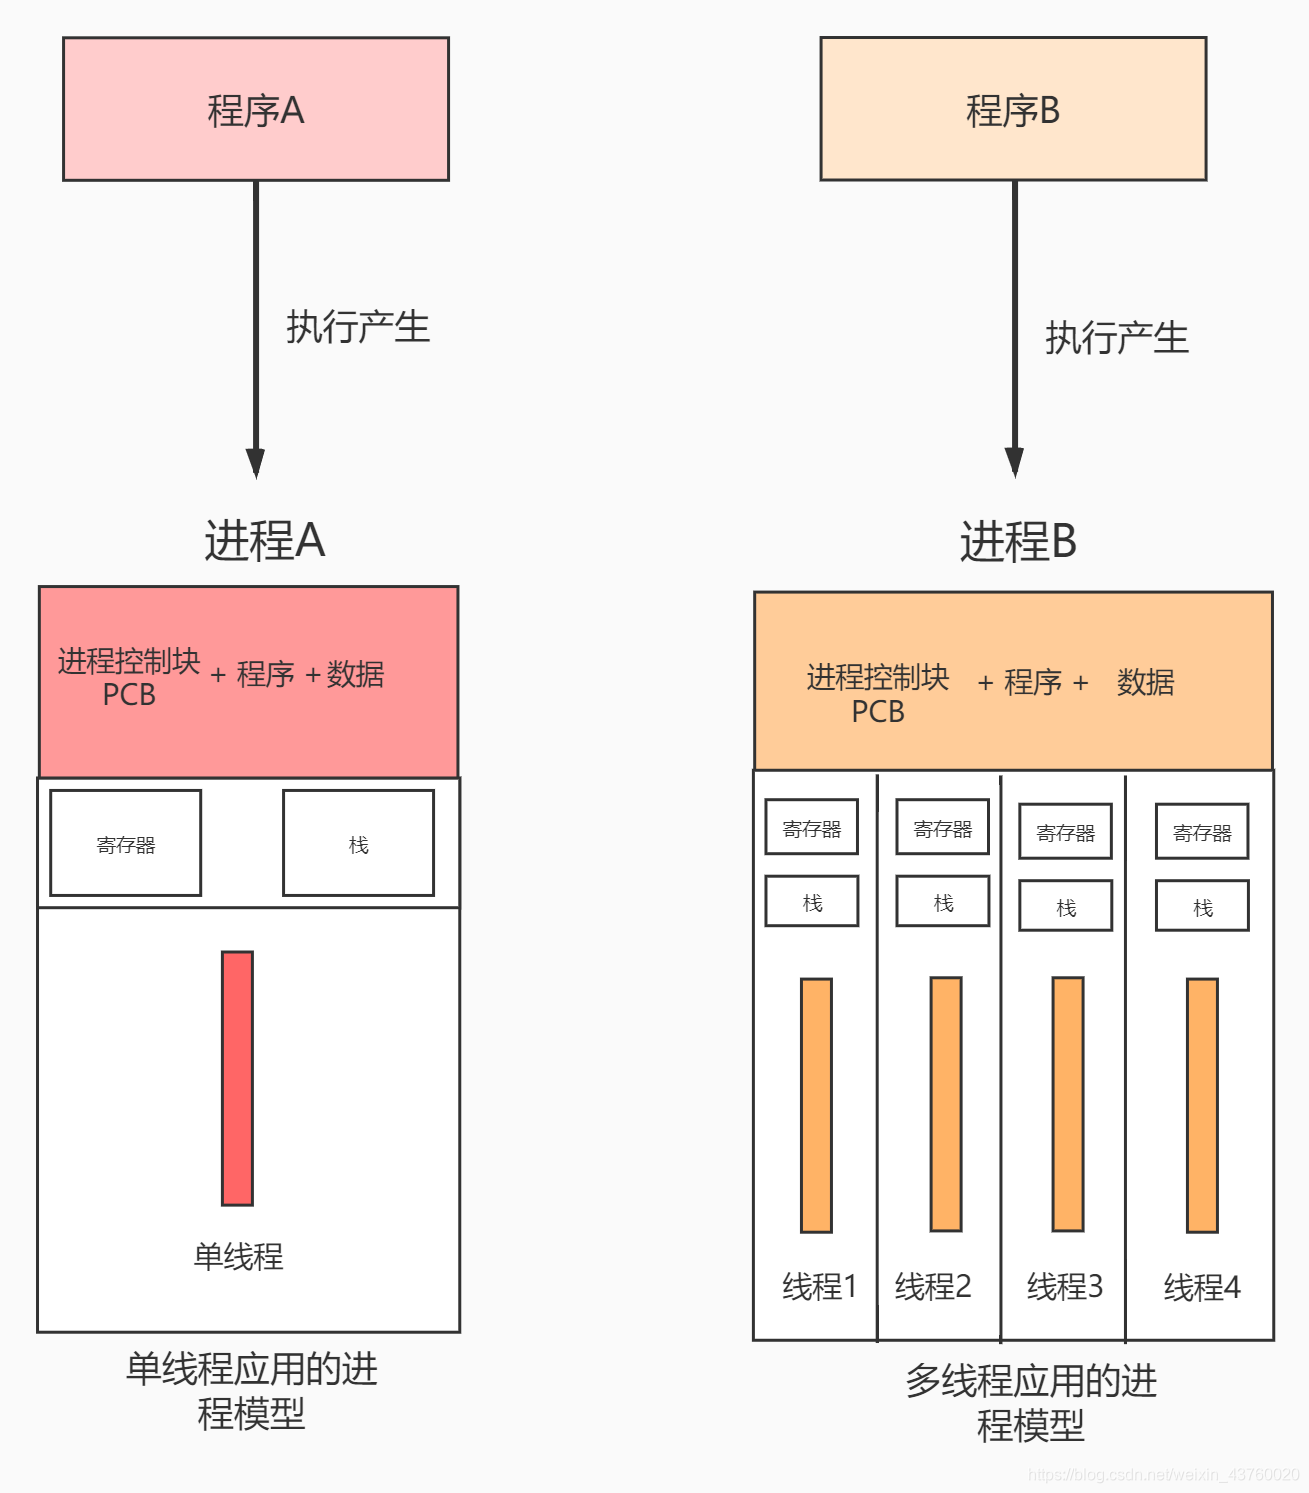 程序A
执行产生
进程A
进程控制块
PCB
+ 程序 + 数据
寄存器
栈
单线程
单线程应用的进
程模型
程序B
执行产生
进程B
进程控制块
PCB
+ 程序 + 数据
寄存器 寄存器 寄存器 寄存器
栈 栈 栈 栈
线程1 线程2 线程3 线程4
多线程应用的进
程模型
https://blog.csdn.net/weixin_43760020